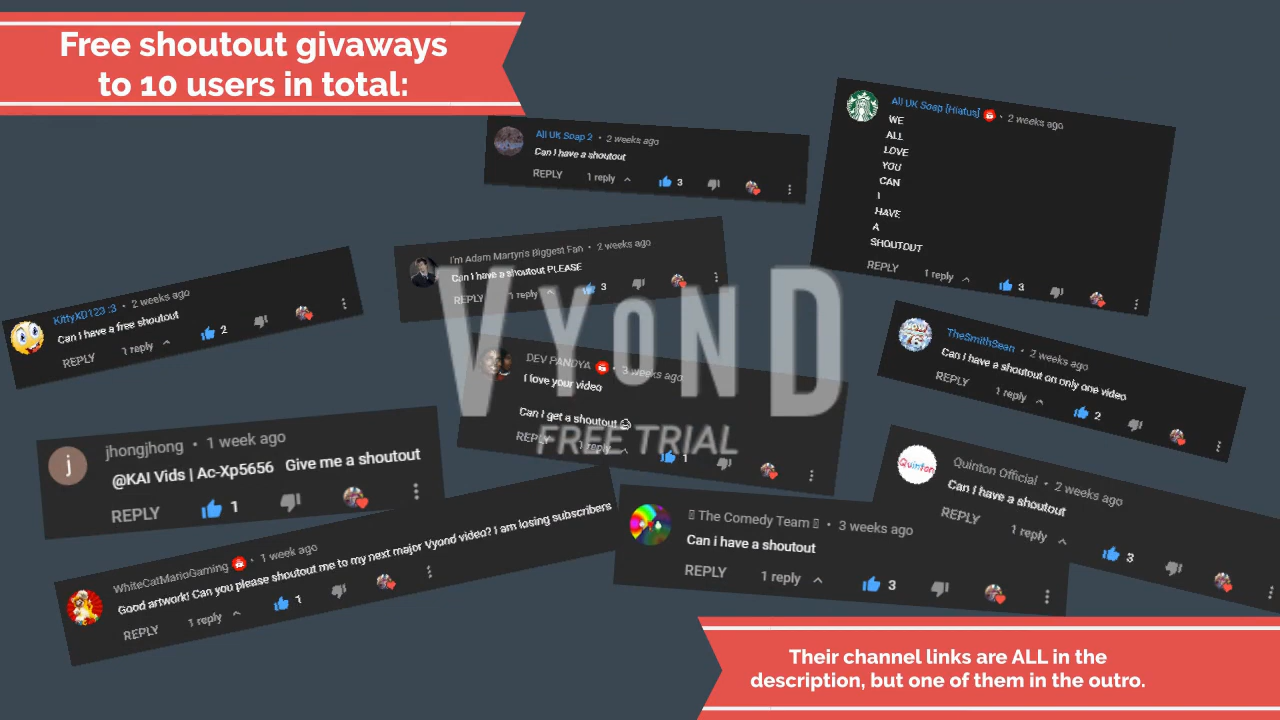 Free shoutout givaways
to 10 users in total:
All UK Soap 2 • 2 weeks ago
Can I have a shoutout
REPLY 1 reply 3
All UK Soap [Hiatus] • 2 weeks ago
WE
ALL
LOVE
YOU
CAN
I
HAVE
A
SHOUTOUT
REPLY 1 reply 3
I'm Adam Martyn's Biggest Fan • 2 weeks ago
Can I have a shoutout PLEASE
REPLY 1 reply 3
KittyXD123 :3 • 2 weeks ago
Can I have a free shoutout
REPLY 1 reply 2
VYOND
FREE TRIAL
DEV PANDYA • 3 weeks ago
I love your video
Can I get a shoutout
REPLY 1 reply 1
TheSmithSean • 2 weeks ago
Can I have a shoutout on only one video
REPLY 1 reply 2
j
jhongjhong • 1 week ago
@KAI Vids | Ac-Xp5656 Give me a shoutout
REPLY 1
Quinton
Quinton Official • 2 weeks ago
Can I have a shoutout
REPLY 1 reply 3
WhiteCatMarioGaming • 1 week ago
Good artwork! Can you please shoutout me to my next major Vyond video? I am losing subscribers
REPLY 1 reply 1
The Comedy Team • 3 weeks ago
Can i have a shoutout
REPLY 1 reply 3
Their channel links are ALL in the
description, but one of them in the outro.